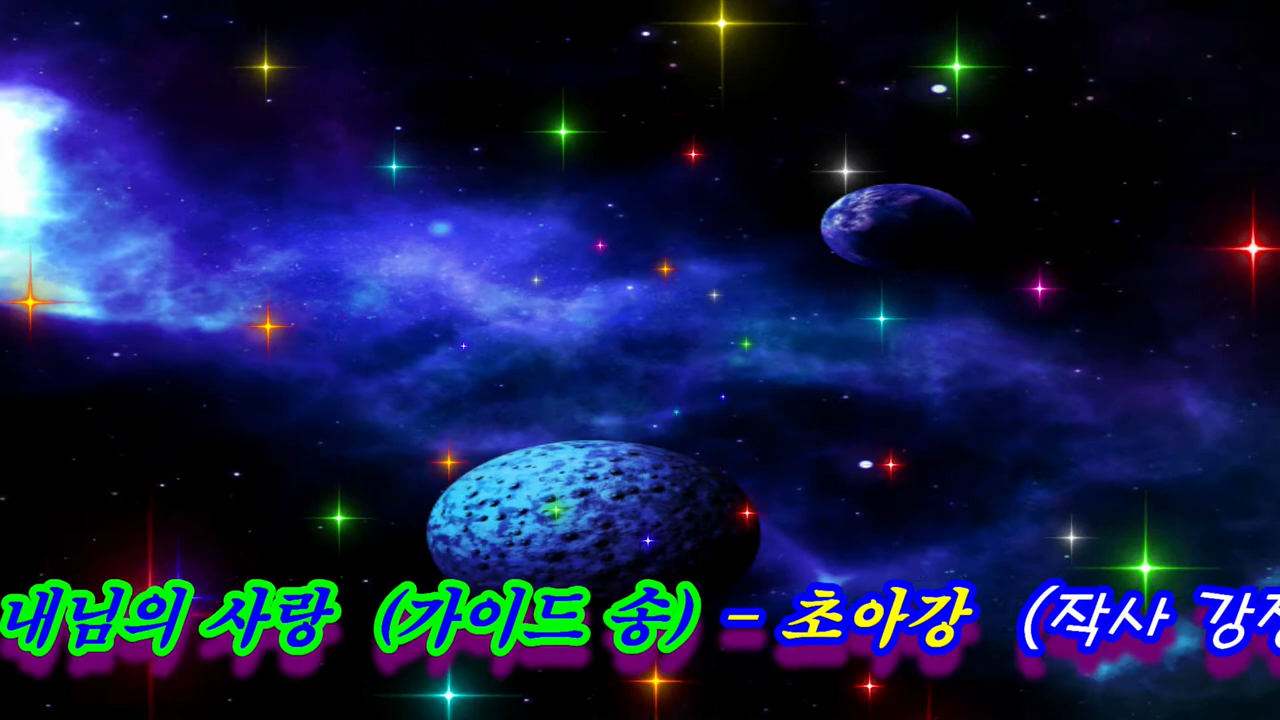 내님의 사랑 (가이드 송) - 초아강 (작사 강